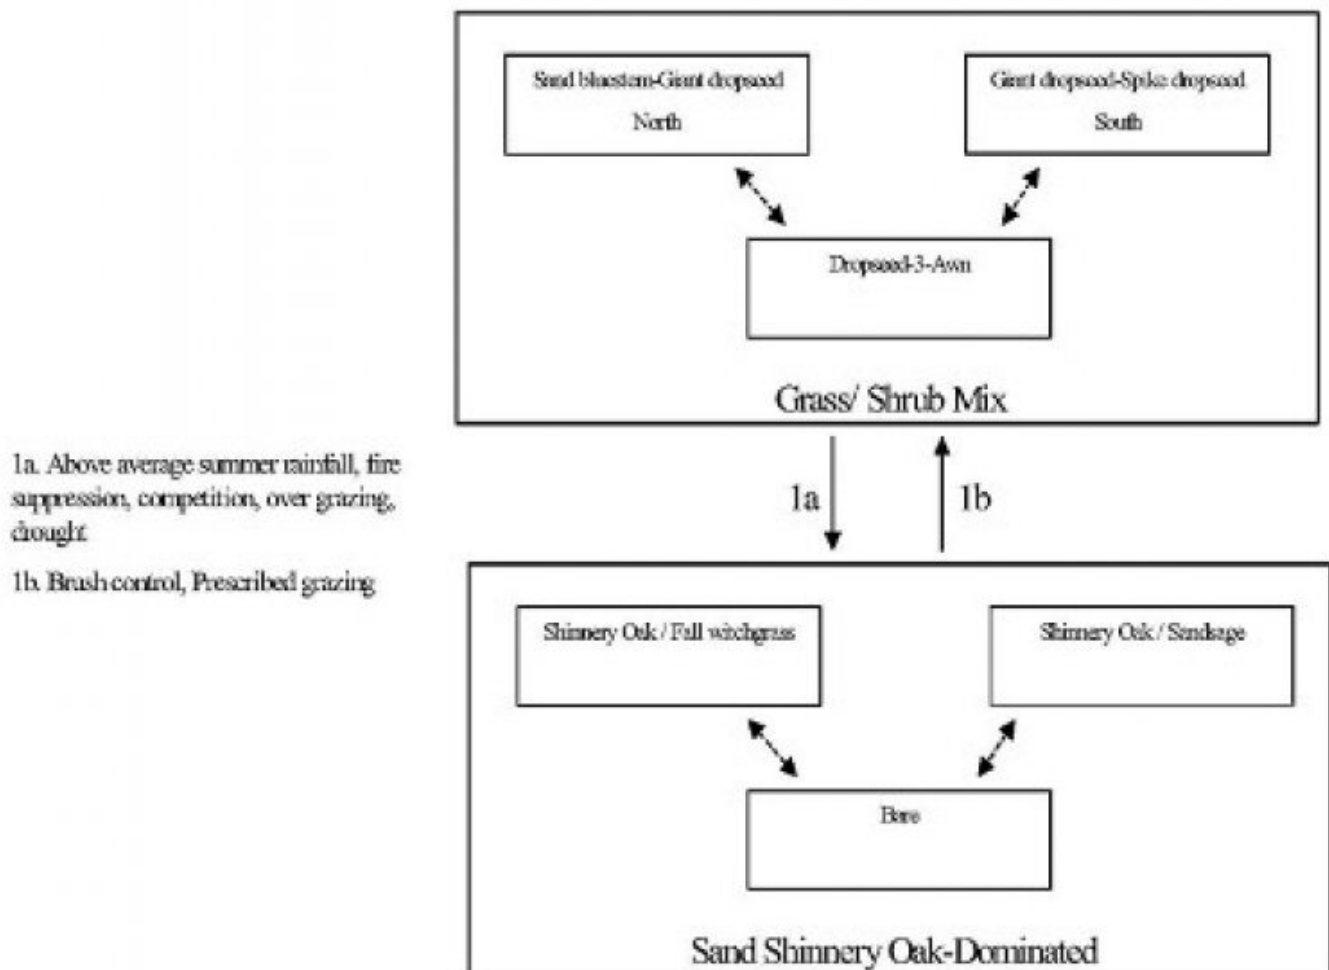 Sand bluestem-Giant dropseed
North
Giant dropseed-Spike dropseed
South
Dropseed-3-Awn
Grass/ Shrub Mix
1a. Above average summer rainfall, fire
suppression, competition, over grazing,
drought
1b. Brush control, Prescribed grazing
1a
1b
Shinnery Oak / Fall witchgrass
Shinnery Oak / Sandsage
Bare
Sand Shinnery Oak-Dominated